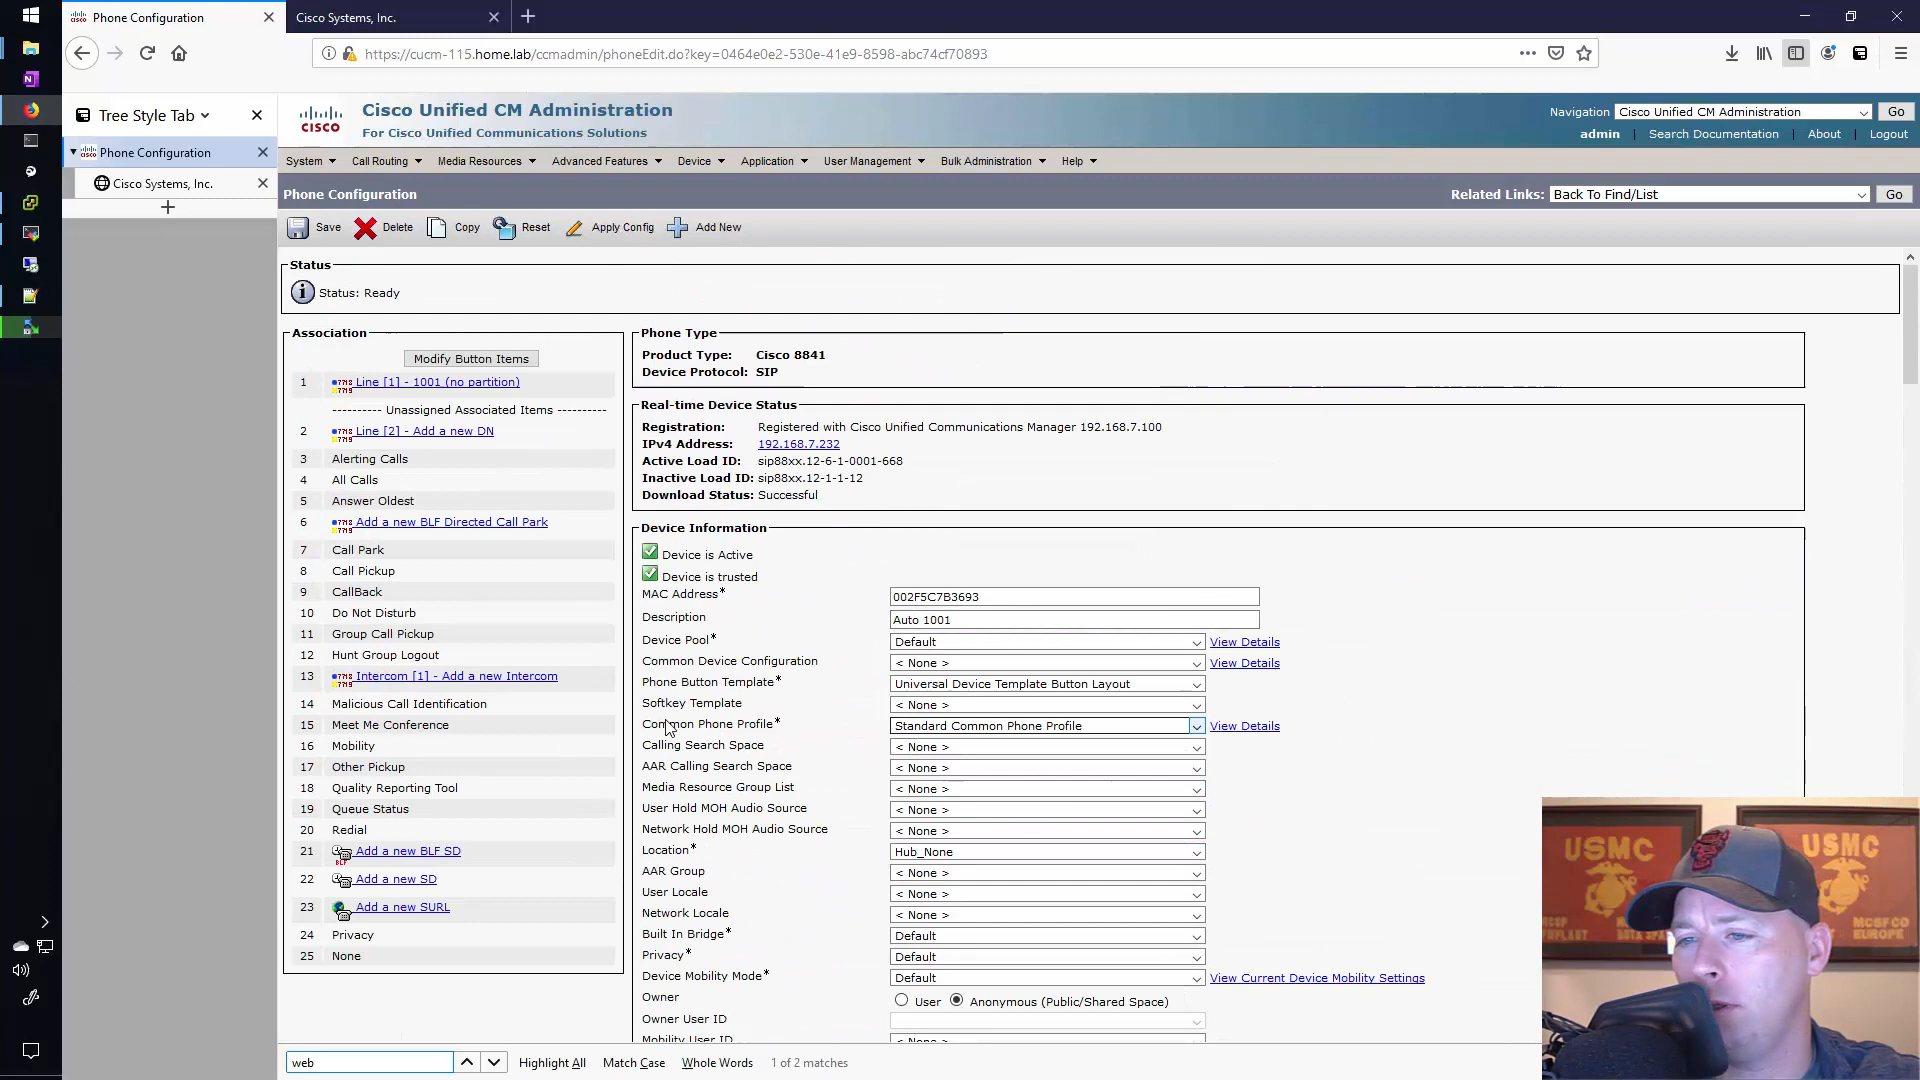 Phone Configuration
Cisco Systems, Inc.
https://cucm-115.home.lab/ccmadmin/phoneEdit.do?key=0464e0e2-530e-41e9-8598-abc74cf70893
Tree Style Tab
Phone Configuration
Cisco Systems, Inc.
CISCO
Cisco Unified CM Administration
For Cisco Unified Communications Solutions
Navigation Cisco Unified CM Administration Go
admin | Search Documentation | About | Logout
System Call Routing Media Resources Advanced Features Device Application User Management Bulk Administration Help
Phone Configuration
Related Links: Back To Find/List Go
Save Delete Copy Reset Apply Config Add New
Status
Status: Ready
Association
Modify Button Items
1 Line [1] - 1001 (no partition)
---------- Unassigned Associated Items ----------
2 Line [2] - Add a new DN
3 Alerting Calls
4 All Calls
5 Answer Oldest
6 Add a new BLF Directed Call Park
7 Call Park
8 Call Pickup
9 CallBack
10 Do Not Disturb
11 Group Call Pickup
12 Hunt Group Logout
13 Intercom [1] - Add a new Intercom
14 Malicious Call Identification
15 Meet Me Conference
16 Mobility
17 Other Pickup
18 Quality Reporting Tool
19 Queue Status
20 Redial
21 Add a new BLF SD
22 Add a new SD
23 Add a new SURL
24 Privacy
25 None
Phone Type
Product Type: Cisco 8841
Device Protocol: SIP
Real-time Device Status
Registration: Registered with Cisco Unified Communications Manager 192.168.7.100
IPv4 Address: 192.168.7.232
Active Load ID: sip88xx.12-6-1-0001-668
Inactive Load ID: sip88xx.12-1-1-12
Download Status: Successful
Device Information
Device is Active
Device is trusted
MAC Address* 002F5C7B3693
Description Auto 1001
Device Pool* Default View Details
Common Device Configuration < None > View Details
Phone Button Template* Universal Device Template Button Layout
Softkey Template < None >
Common Phone Profile* Standard Common Phone Profile View Details
Calling Search Space < None >
AAR Calling Search Space < None >
Media Resource Group List < None >
User Hold MOH Audio Source < None >
Network Hold MOH Audio Source < None >
Location* Hub_None
AAR Group < None >
User Locale < None >
Network Locale < None >
Built In Bridge* Default
Privacy* Default
Device Mobility Mode* Default View Current Device Mobility Settings
Owner User Anonymous (Public/Shared Space)
Owner User ID
Mobility User ID < None >
web Highlight All Match Case Whole Words 1 of 2 matches
USMC
USMC
MCSFCO
EUROPE